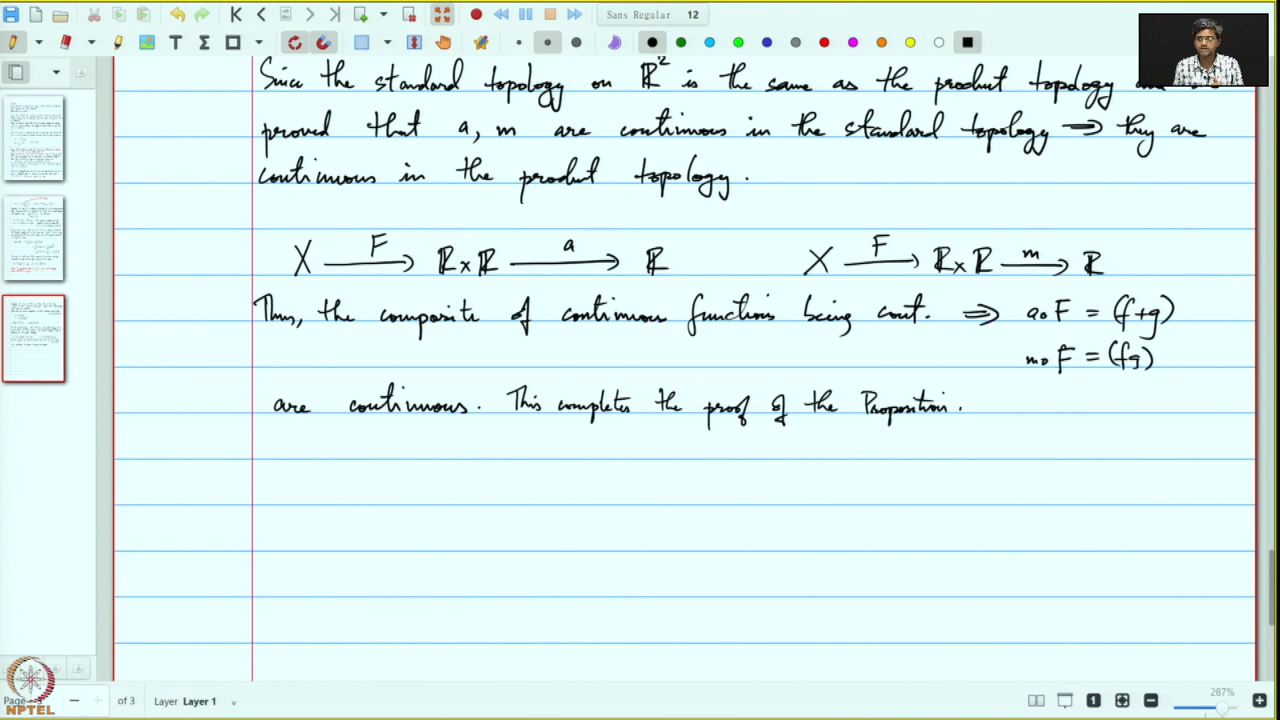 Sans Regular 12
Since the standard topology on ℝ² is the same as the product topology
proved that a, m are continuous in the standard topology ⟹ they are
continuous in the product topology.
X —F→ ℝ×ℝ —a→ ℝ X —F→ ℝ×ℝ —m→ ℝ
Thus, the composite of continuous functions being cont. ⟹ a∘F = (f+g)
m∘F = (fg)
are continuous. This completes the proof of the Proposition.
NPTEL
Page
of 3 Layer Layer 1
287%